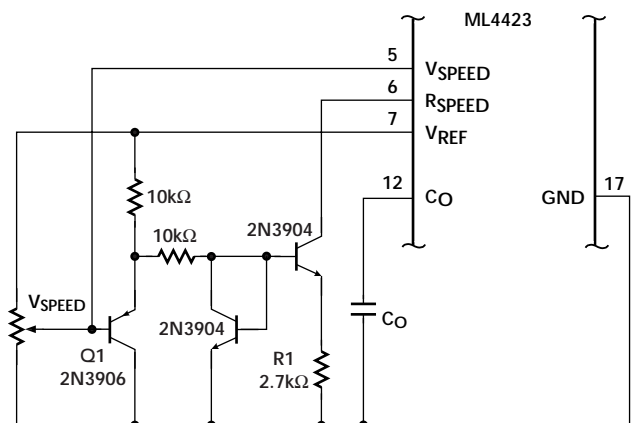 ML4423
5
VSPEED
6
RSPEED
7
VREF
12
CO
GND
17
10kΩ
10kΩ
2N3904
VSPEED
2N3904
CO
Q1
2N3906
R1
2.7kΩ